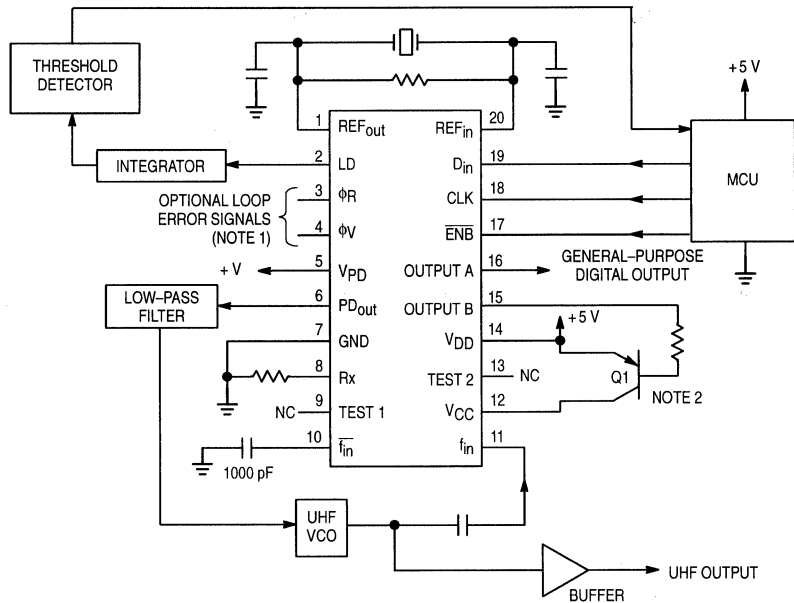 THRESHOLD
DETECTOR
INTEGRATOR
OPTIONAL LOOP
ERROR SIGNALS
(NOTE 1)
+ V
LOW–PASS
FILTER
NC
1000 pF
1 REFout
2 LD
3 ϕR
4 ϕV
5 VPD
6 PDout
7 GND
8 Rx
9 TEST 1
10 f̅i̅n̅
REFin 20
Din 19
CLK 18
E̅N̅B̅ 17
OUTPUT A 16
OUTPUT B 15
VDD 14
TEST 2 13
VCC 12
fin 11
+ 5 V
MCU
GENERAL–PURPOSE
DIGITAL OUTPUT
+ 5 V
NC
Q1
NOTE 2
UHF
VCO
BUFFER
UHF OUTPUT